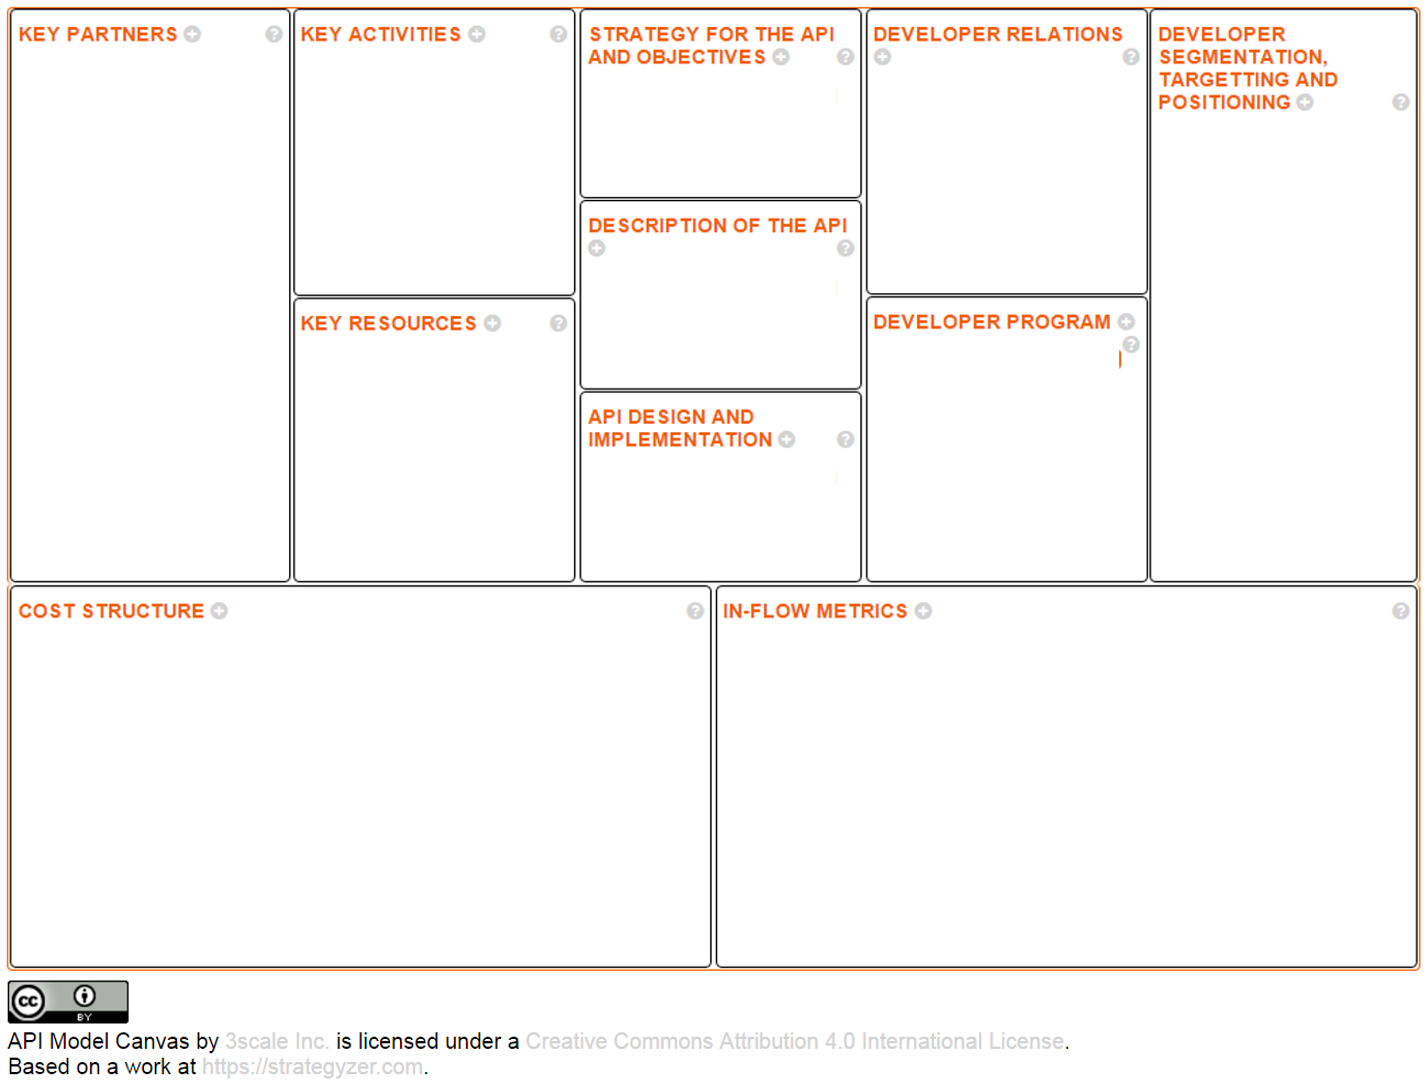 KEY PARTNERS
KEY ACTIVITIES
STRATEGY FOR THE API
AND OBJECTIVES
DEVELOPER RELATIONS
DEVELOPER
SEGMENTATION,
TARGETTING AND
POSITIONING
DESCRIPTION OF THE API
KEY RESOURCES
DEVELOPER PROGRAM
API DESIGN AND
IMPLEMENTATION
COST STRUCTURE
IN-FLOW METRICS
cc
BY
API Model Canvas by 3scale Inc. is licensed under a Creative Commons Attribution 4.0 International License.
Based on a work at https://strategyzer.com.